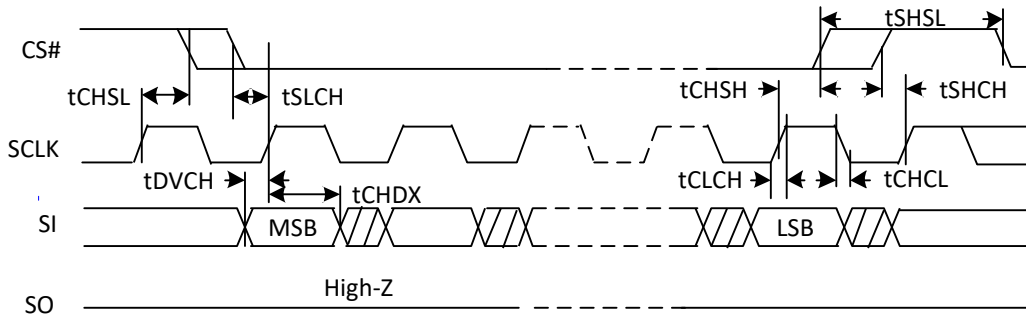 tSHSL
CS#
tCHSL
tSLCH
tCHSH
tSHCH
SCLK
tDVCH
tCHDX
tCLCH
tCHCL
SI
MSB
LSB
High-Z
SO